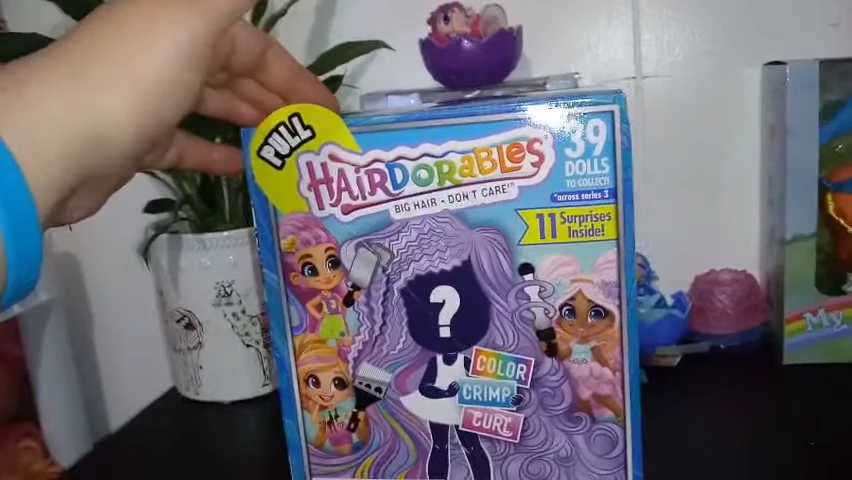 PULL
HAIRDORABLES
BIG HAIR - DON'T CARE!
39
DOLLS
TO COLLECT!
*across series 3
11 Surprises
Inside!
?
COLOR
CRIMP
CURL
My